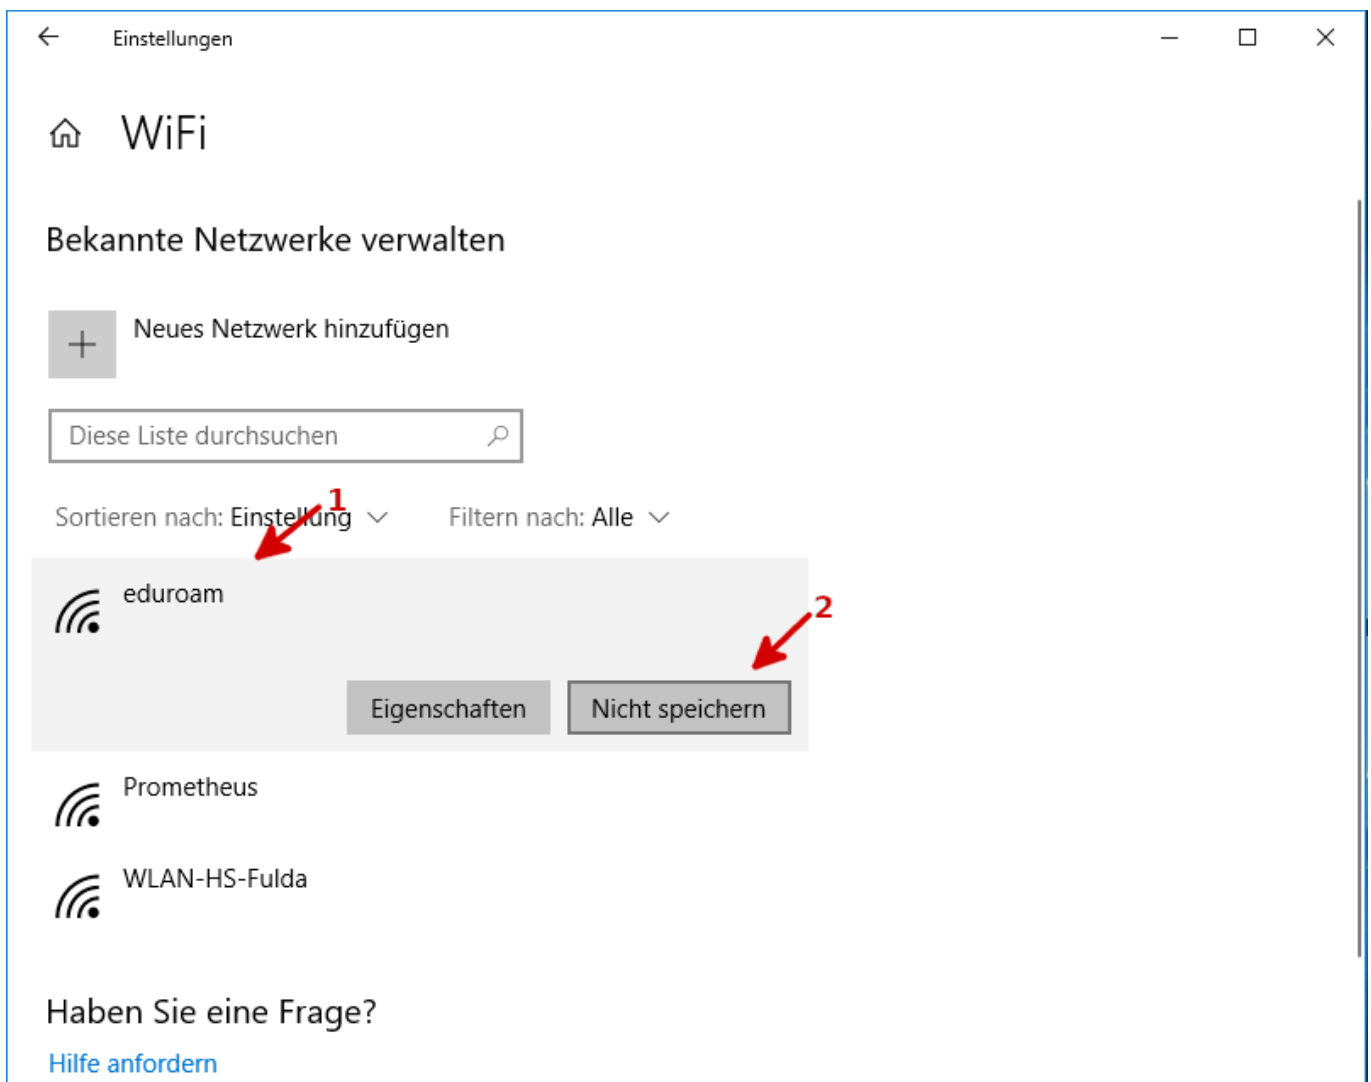 Einstellungen
WiFi
Bekannte Netzwerke verwalten
Neues Netzwerk hinzufügen
Diese Liste durchsuchen
1
Sortieren nach: Einstellung Filtern nach: Alle
eduroam
2
Eigenschaften Nicht speichern
Prometheus
WLAN-HS-Fulda
Haben Sie eine Frage?
Hilfe anfordern